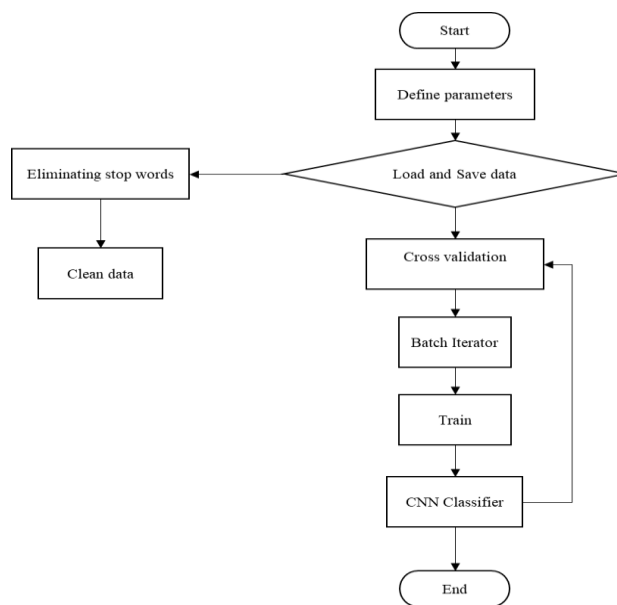 Start
Define parameters
Eliminating stop words
Load and Save data
Clean data
Cross validation
Batch Iterator
Train
CNN Classifier
End